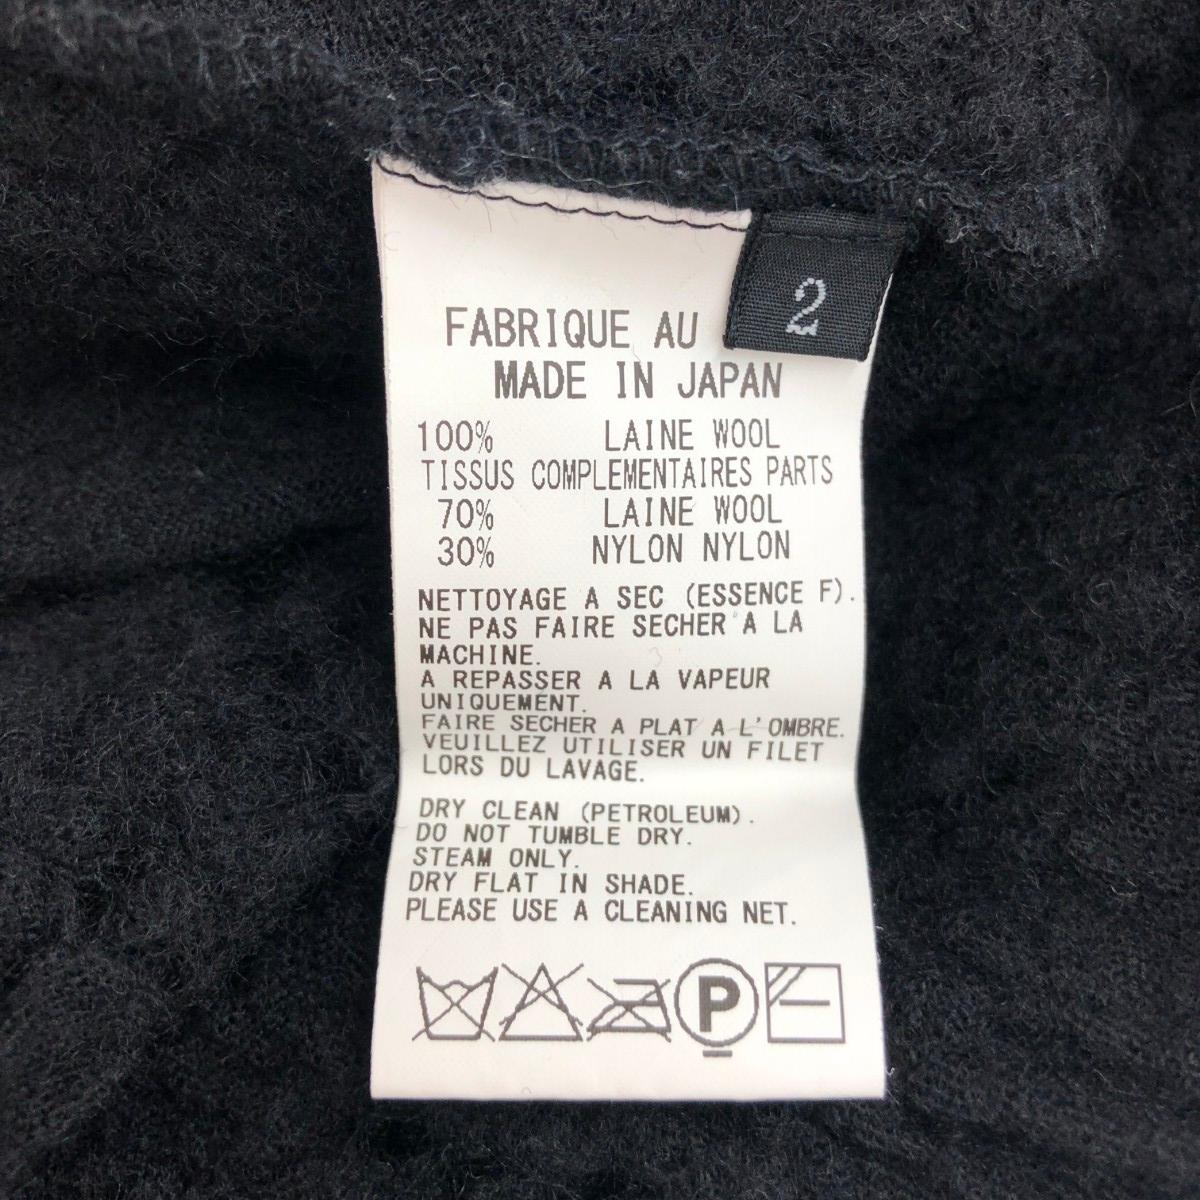 2
FABRIQUE AU
MADE IN JAPAN
100% LAINE WOOL
TISSUS COMPLEMENTAIRES PARTS
70% LAINE WOOL
30% NYLON NYLON
NETTOYAGE A SEC (ESSENCE F).
NE PAS FAIRE SECHER A LA
MACHINE.
A REPASSER A LA VAPEUR
UNIQUEMENT.
FAIRE SECHER A PLAT A L'OMBRE.
VEUILLEZ UTILISER UN FILET
LORS DU LAVAGE.
DRY CLEAN (PETROLEUM).
DO NOT TUMBLE DRY.
STEAM ONLY.
DRY FLAT IN SHADE.
PLEASE USE A CLEANING NET.
P